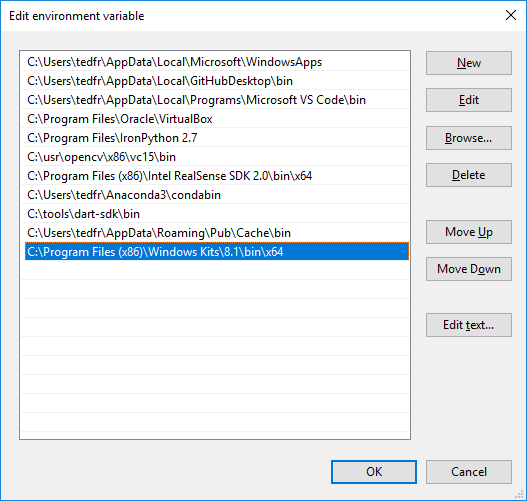 Edit environment variable
C:\Users\tedfr\AppData\Local\Microsoft\WindowsApps
C:\Users\tedfr\AppData\Local\GitHubDesktop\bin
C:\Users\tedfr\AppData\Local\Programs\Microsoft VS Code\bin
C:\Program Files\Oracle\VirtualBox
C:\Program Files\IronPython 2.7
C:\usr\opencv\x86\vc15\bin
C:\Program Files (x86)\Intel RealSense SDK 2.0\bin\x64
C:\Users\tedfr\Anaconda3\condabin
C:\tools\dart-sdk\bin
C:\Users\tedfr\AppData\Roaming\Pub\Cache\bin
C:\Program Files (x86)\Windows Kits\8.1\bin\x64
New
Edit
Browse...
Delete
Move Up
Move Down
Edit text...
OK
Cancel